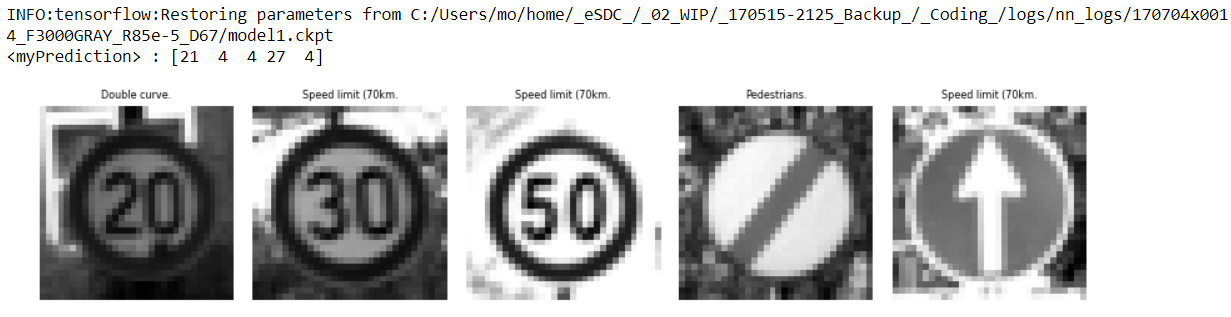 INFO:tensorflow:Restoring parameters from C:/Users/mo/home/_eSDC_/_02_WIP/_170515-2125_Backup_/_Coding_/logs/nn_logs/170704x001
4_F3000GRAY_R85e-5_D67/model1.ckpt
<myPrediction> : [21  4  4 27  4]
Double curve. Speed limit (70km. Speed limit (70km. Pedestrians. Speed limit (70km.
20 30 50